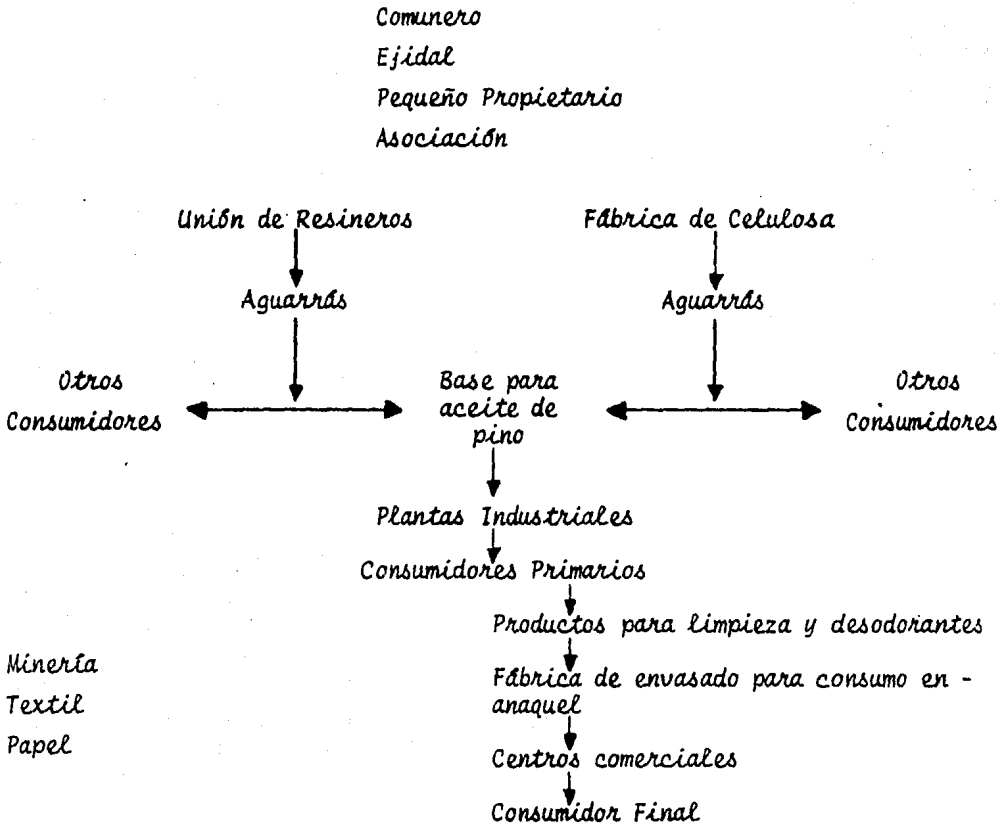 Comunero
Ejidal
Pequeño Propietario
Asociación
Unión de Resineros
Fábrica de Celulosa
Aguarrás
Aguarrás
Otros
Consumidores
Base para
aceite de
pino
Otros
Consumidores
Plantas Industriales
Consumidores Primarios
Productos para limpieza y desodorantes
Minería
Textil
Papel
Fábrica de envasado para consumo en -
anaquel
Centros comerciales
Consumidor Final